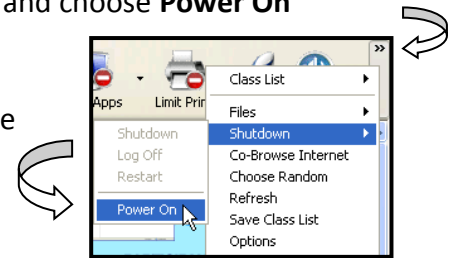 and choose Power On
»
Apps Limit Prin
Class List
Files
e
Shutdown
Co-Browse Internet
Choose Random
Refresh
Save Class List
Options
Shutdown
Log Off
Restart
Power On